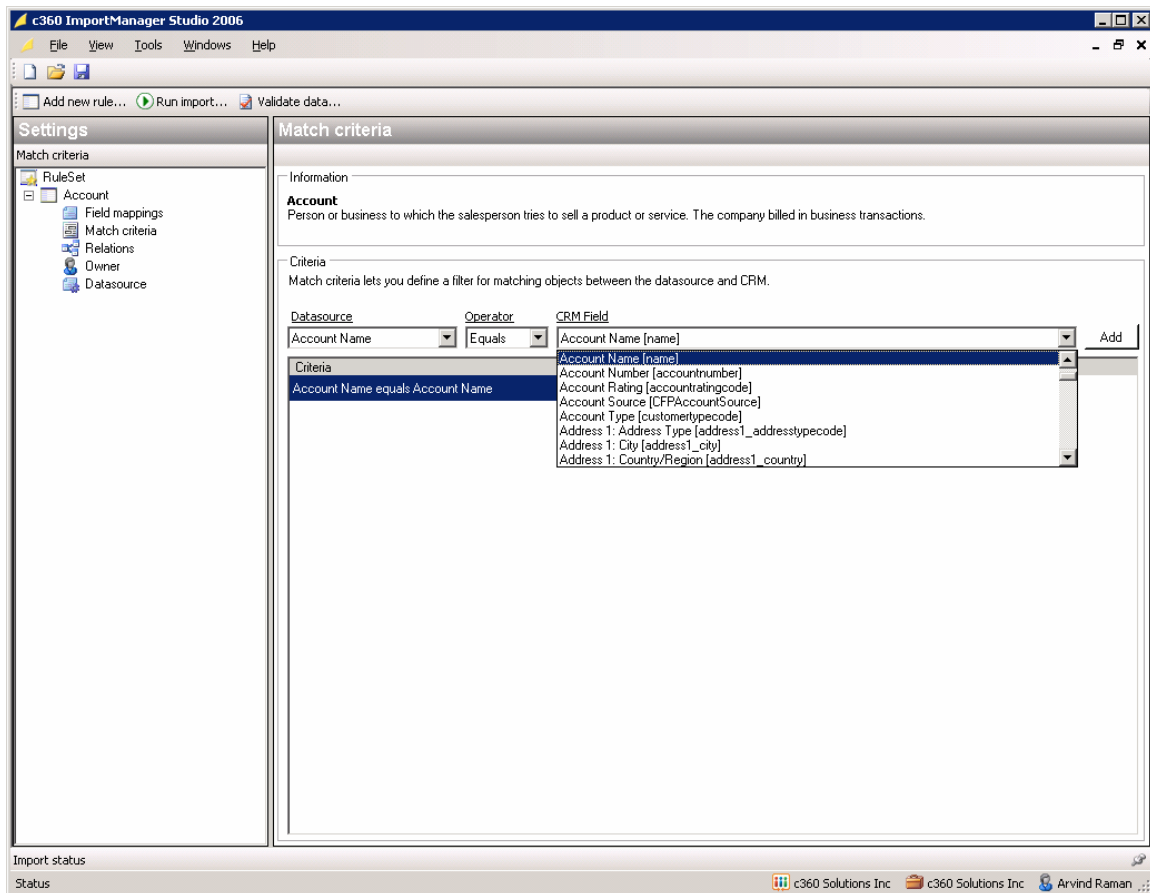 c360 ImportManager Studio 2006
File View Tools Windows Help
Add new rule... Run import... Validate data...
Settings
Match criteria
RuleSet
Account
Field mappings
Match criteria
Relations
Owner
Datasource
Match criteria
Information
Account
Person or business to which the salesperson tries to sell a product or service. The company billed in business transactions.
Criteria
Match criteria lets you define a filter for matching objects between the datasource and CRM.
Datasource Operator CRM Field
Account Name Equals Account Name [name] Add
Criteria
Account Name equals Account Name
Account Name [name]
Account Number [accountnumber]
Account Rating [accountratingcode]
Account Source [CFPAccountSource]
Account Type [customertypecode]
Address 1: Address Type [address1_addresstypecode]
Address 1: City [address1_city]
Address 1: Country/Region [address1_country]
Import status
Status c360 Solutions Inc c360 Solutions Inc Arvind Raman